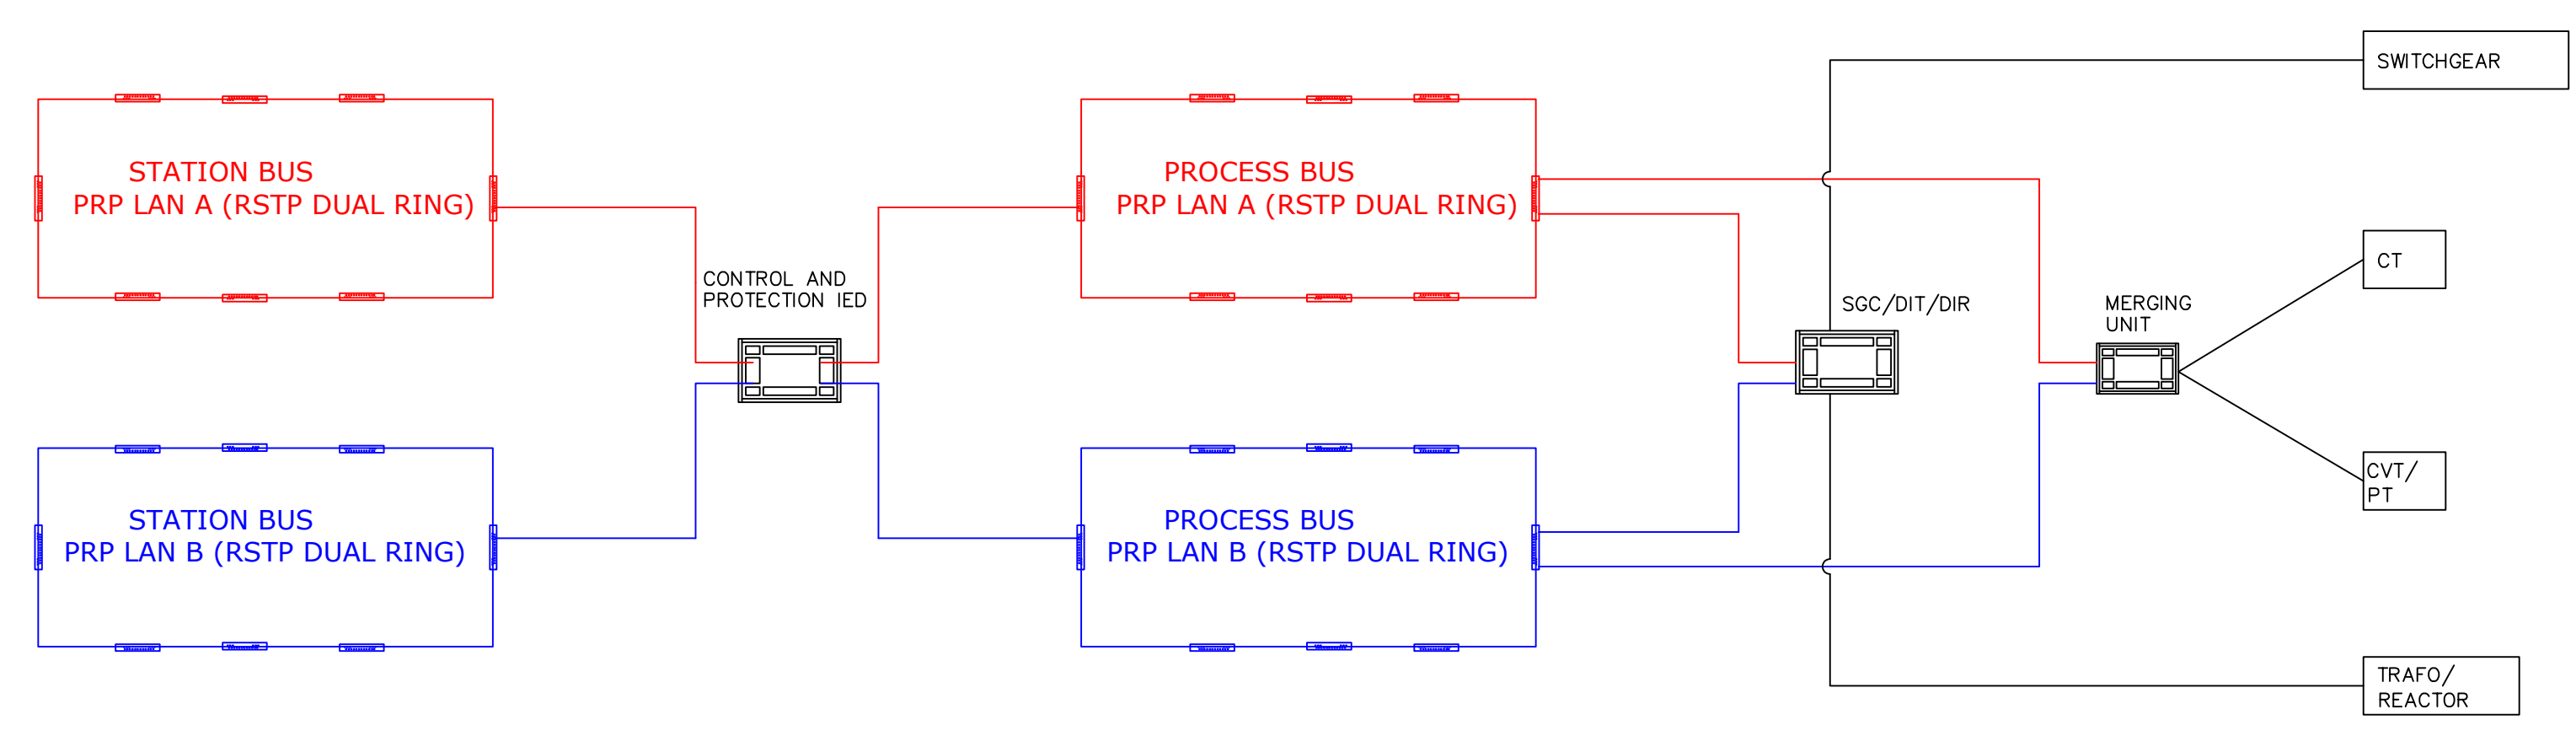 STATION BUS
PRP LAN A (RSTP DUAL RING)
CONTROL AND
PROTECTION IED
PROCESS BUS
PRP LAN A (RSTP DUAL RING)
SWITCHGEAR
SGC/DIT/DIR
MERGING
UNIT
CT
CVT/
PT
STATION BUS
PRP LAN B (RSTP DUAL RING)
PROCESS BUS
PRP LAN B (RSTP DUAL RING)
TRAFO/
REACTOR